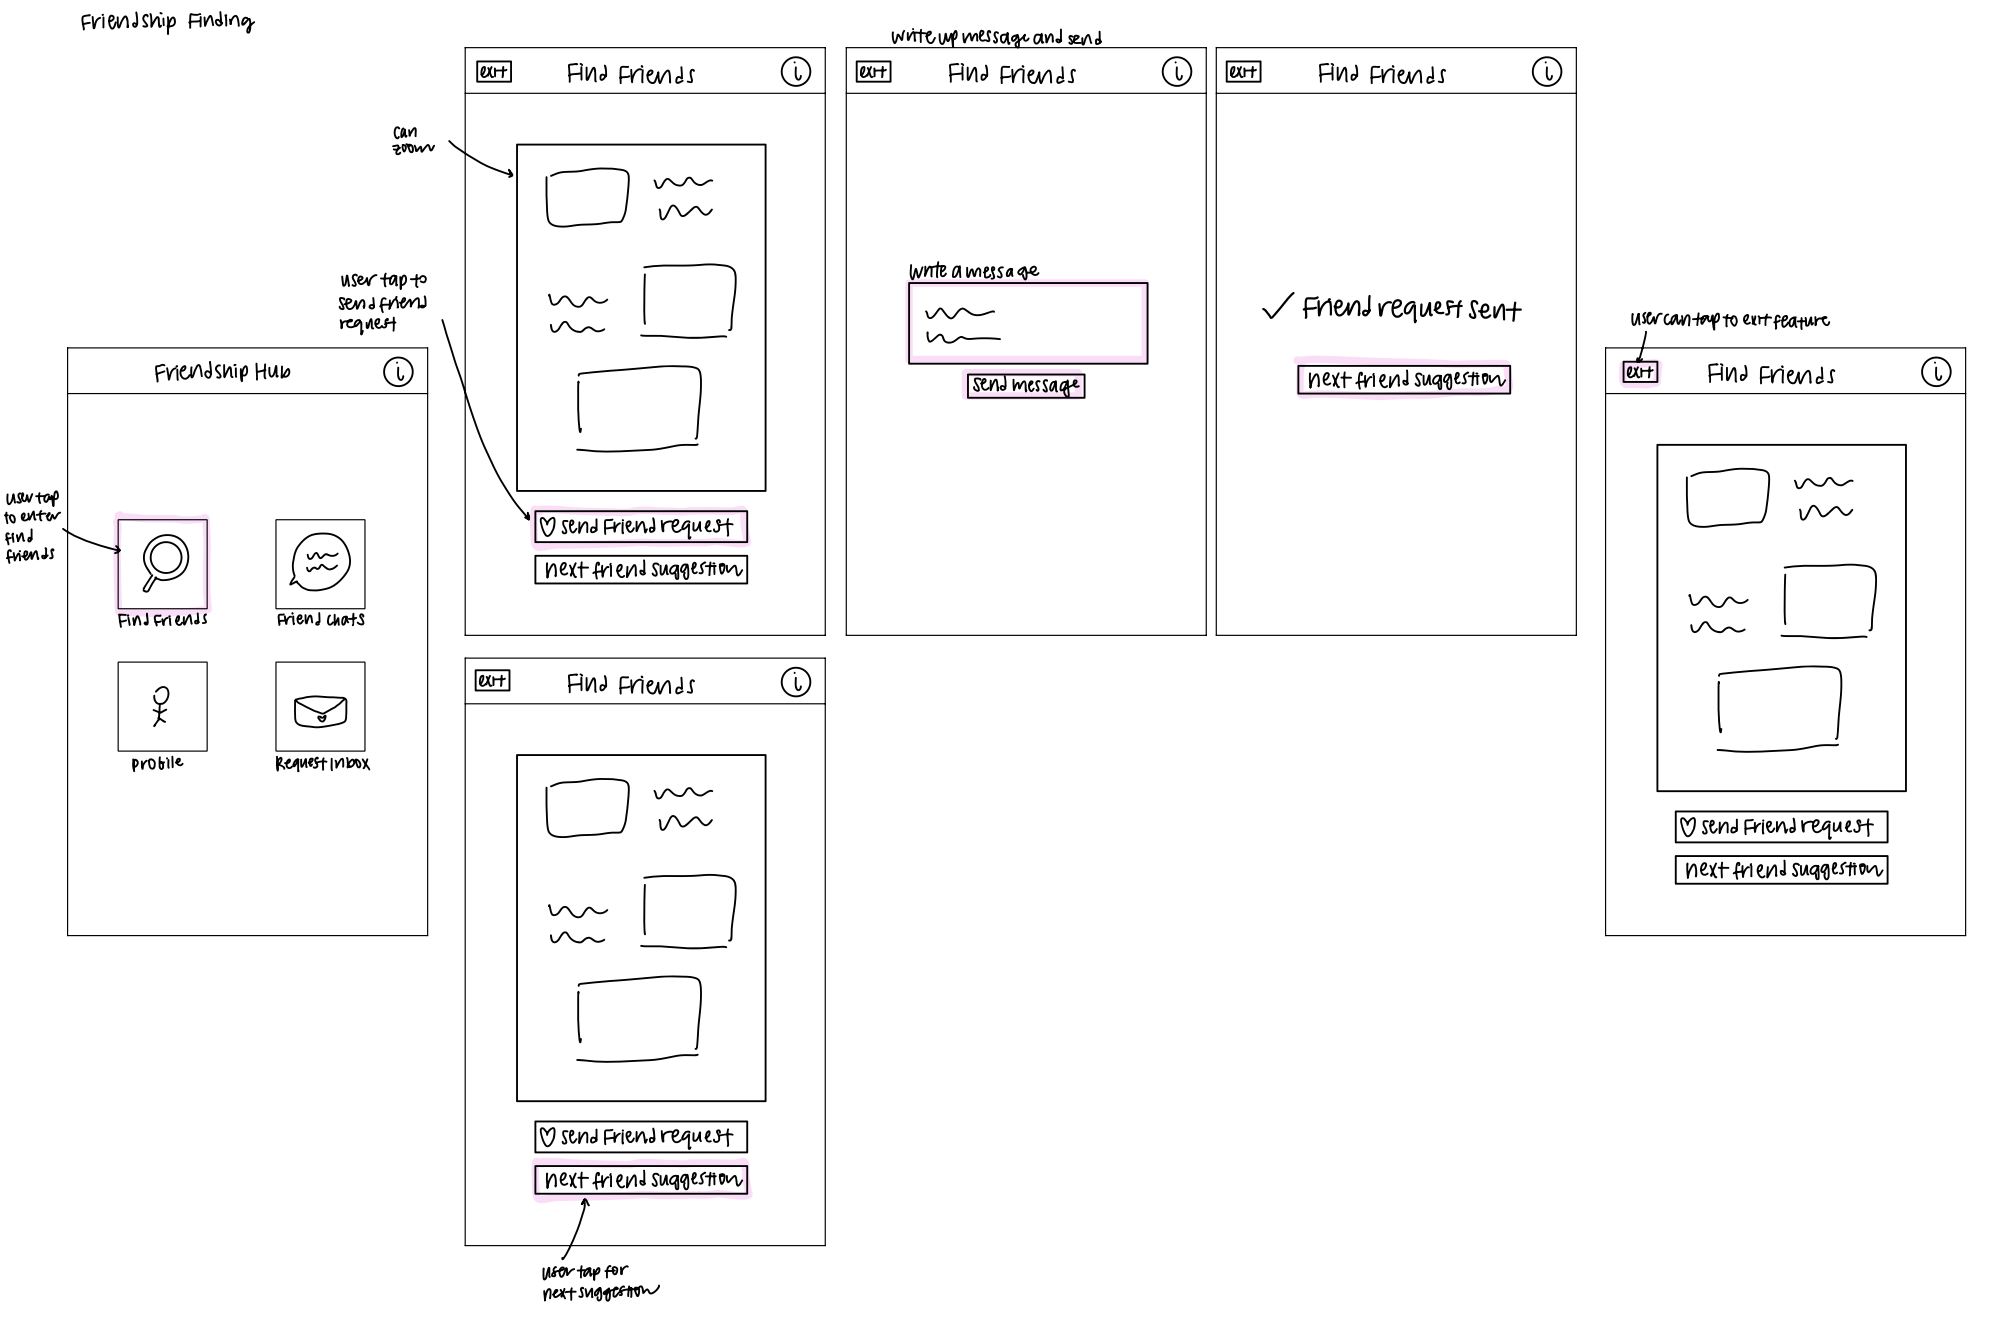 Friendship Finding
Friendship Hub
i
user tap
to enter
find
friends
Find Friends
Friend Chats
Profile
Request Inbox
exit
Find Friends
i
can
zoom
user tap to
send friend
request
♡ send Friend request
next friend suggestion
exit
Find Friends
i
♡ send Friend request
next friend suggestion
user tap for
next suggestion
write up message and send
exit
Find Friends
i
write a message
send message
exit
Find Friends
i
✓ Friend request sent
next friend suggestion
user can tap to exit feature
exit
Find Friends
i
♡ send Friend request
next friend suggestion